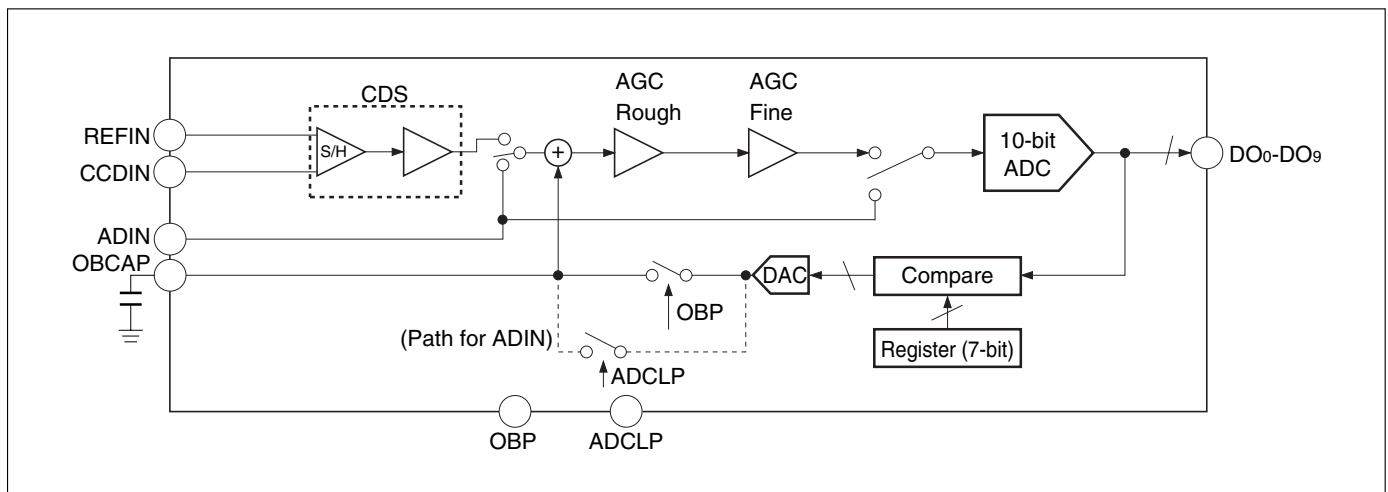 CDS
AGC
Rough
AGC
Fine
REFIN
CCDIN
S/H
+
10-bit
ADC
DO0-DO9
ADIN
OBCAP
DAC
Compare
OBP
(Path for ADIN)
Register (7-bit)
ADCLP
OBP
ADCLP